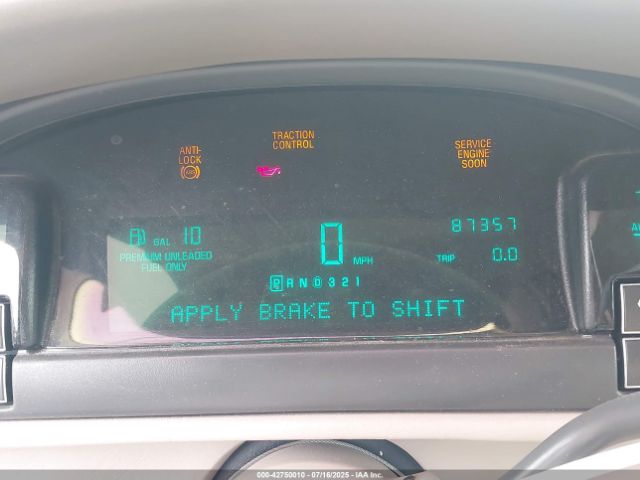 TRACTION
CONTROL
ANTI-
LOCK
ABS
SERVICE
ENGINE
SOON
GAL 10
PREMIUM UNLEADED
FUEL ONLY
0 MPH
87357
TRIP 0.0
P R N D 3 2 1
APPLY BRAKE TO SHIFT
000-42750010 - 07/16/2025 - IAA Inc.